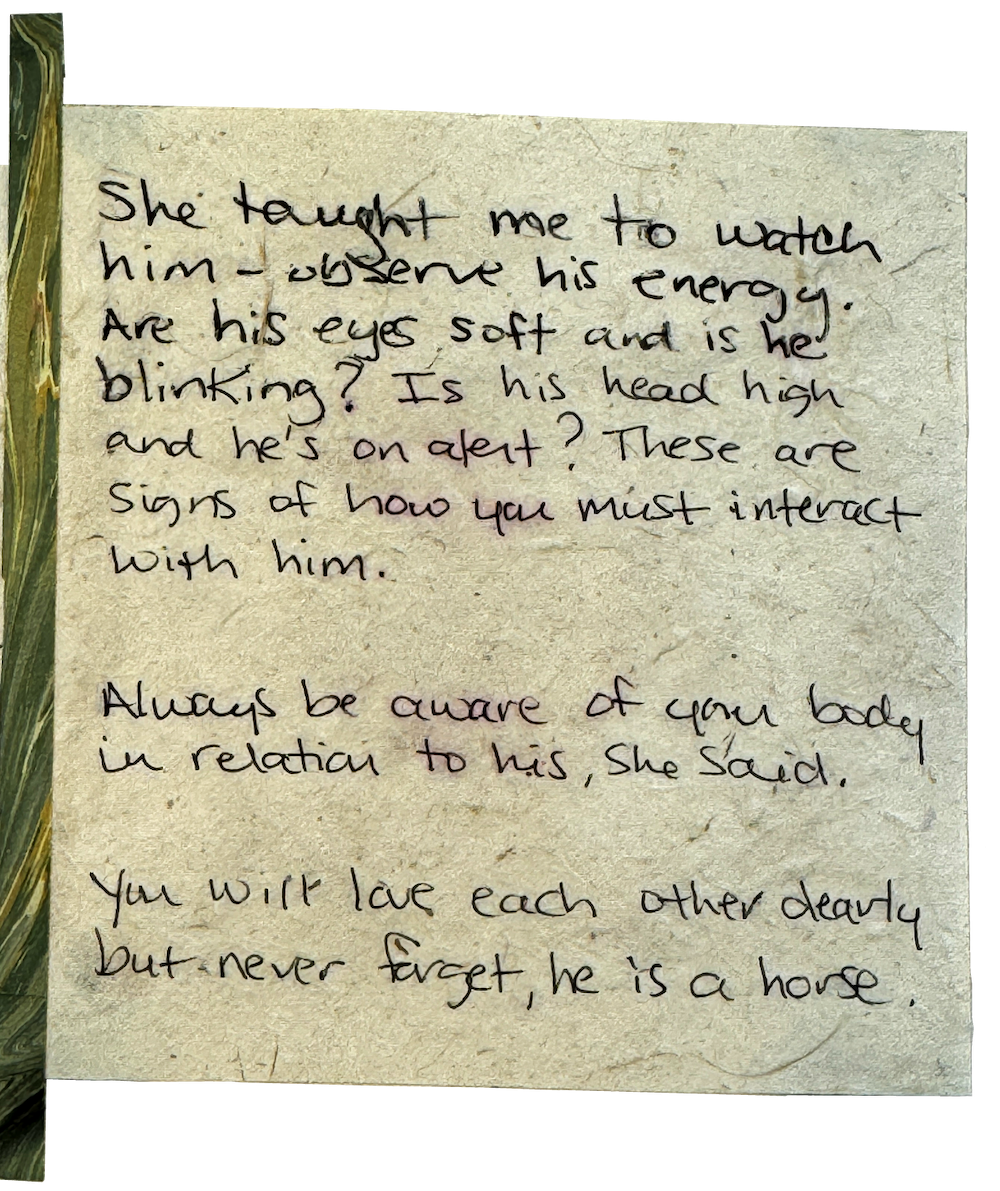 She taught me to watch
him - observe his energy.
Are his eyes soft and is he
blinking? Is his head high
and he's on alert? These are
signs of how you must interact
with him.
Always be aware of your body
in relation to his, she said.
You will love each other dearly
but never forget, he is a horse.